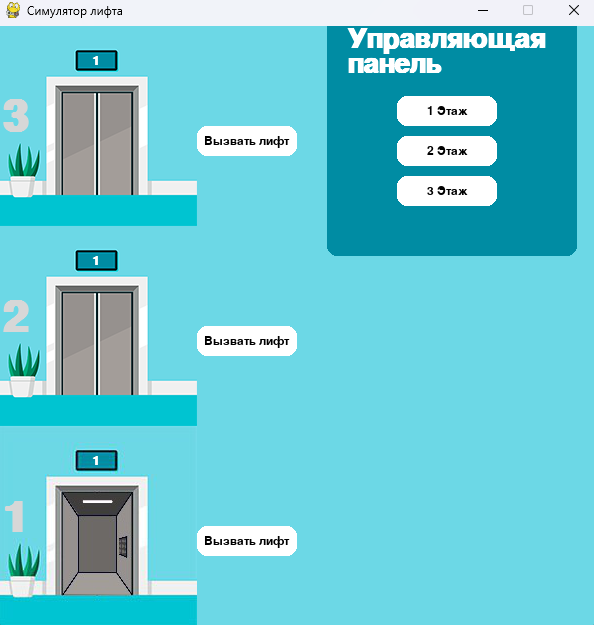 Симулятор лифта
Управляющая
панель
1 Этаж
2 Этаж
3 Этаж
1
3
Вызвать лифт
1
2
Вызвать лифт
1
1
Вызвать лифт